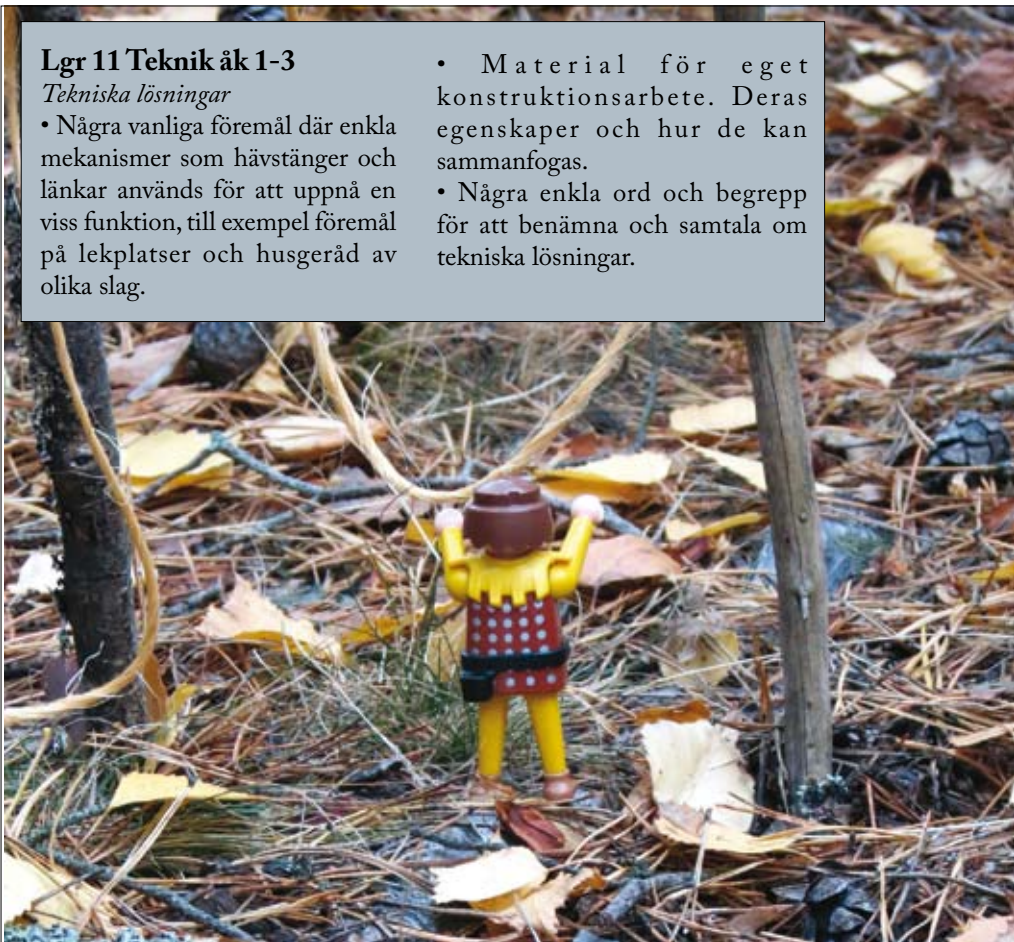 Lgr 11 Teknik åk 1-3
Tekniska lösningar
• Några vanliga föremål där enkla
mekanismer som hävstänger och
länkar används för att uppnå en
viss funktion, till exempel föremål
på lekplatser och husgeråd av
olika slag.
• Material för eget
konstruktionsarbete. Deras
egenskaper och hur de kan
sammanfogas.
• Några enkla ord och begrepp
för att benämna och samtala om
tekniska lösningar.